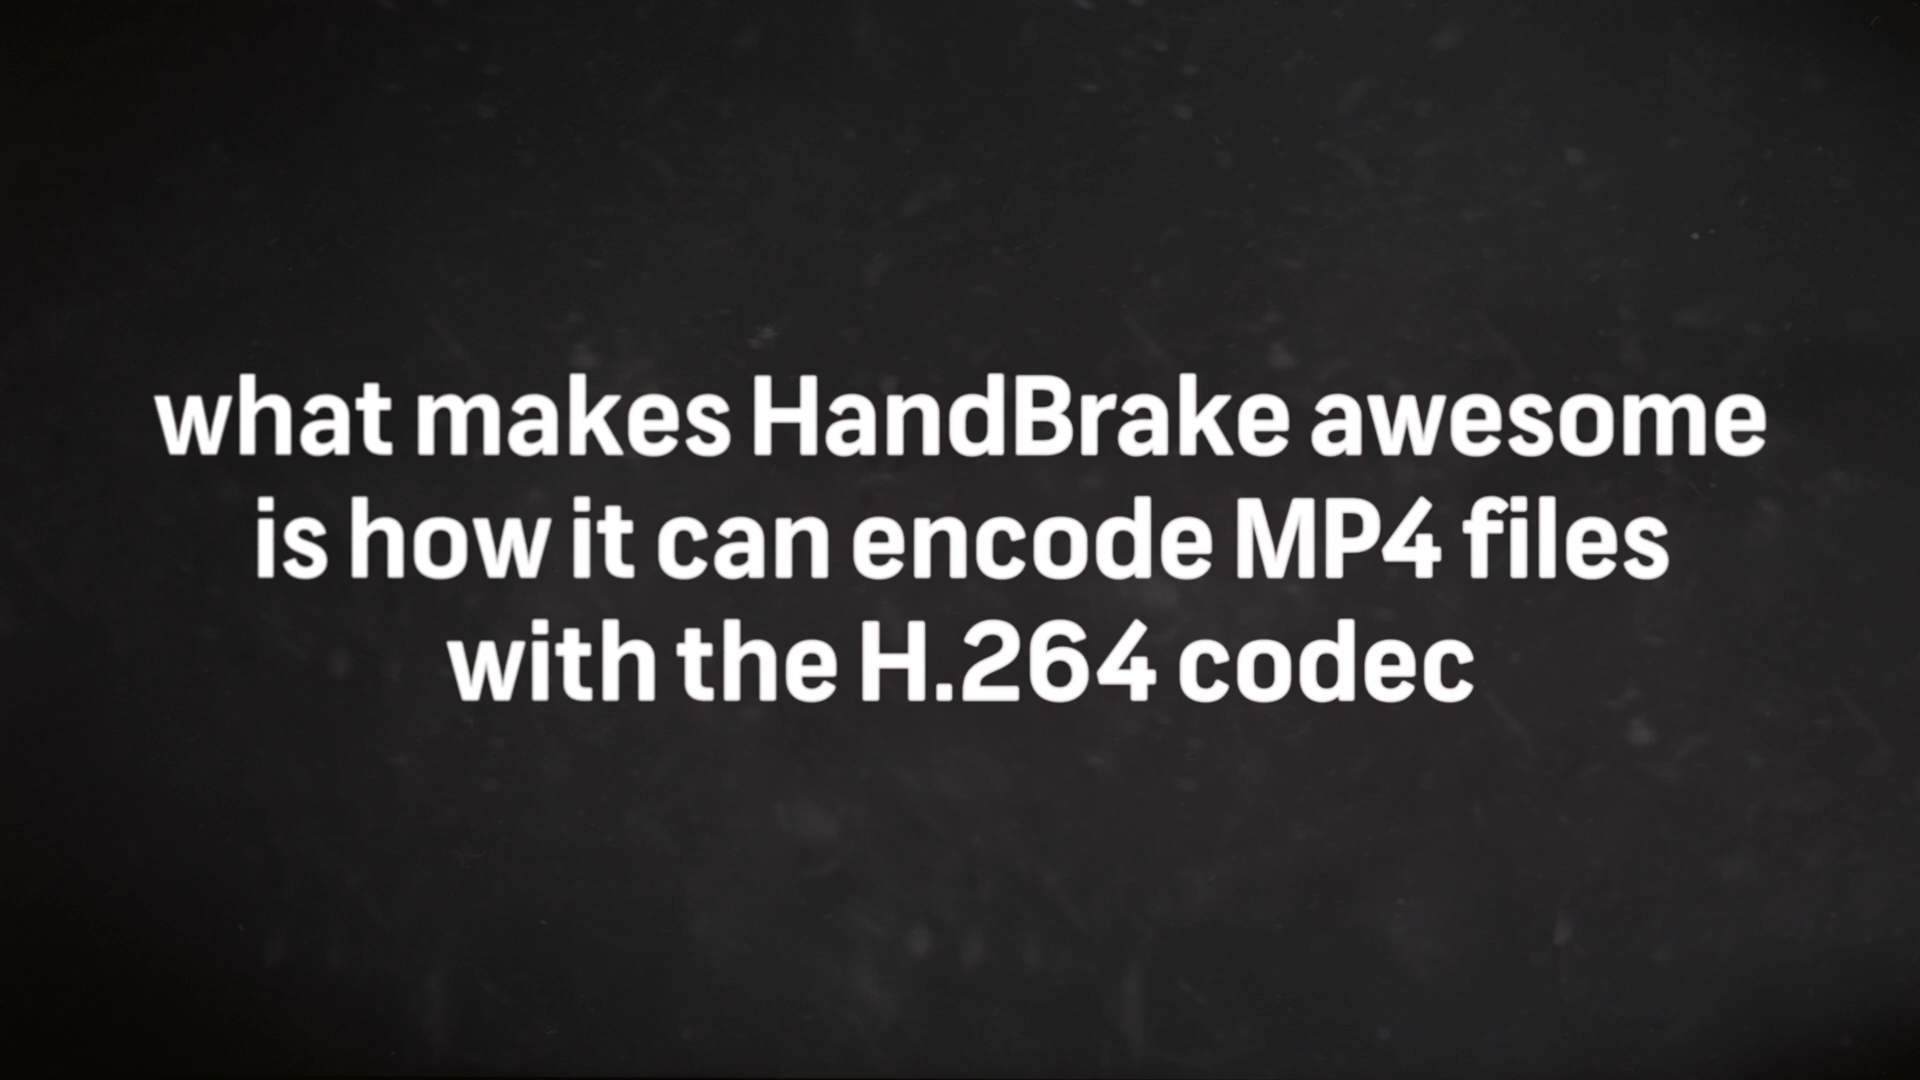 what makes HandBrake awesome
is how it can encode MP4 files
with the H.264 codec